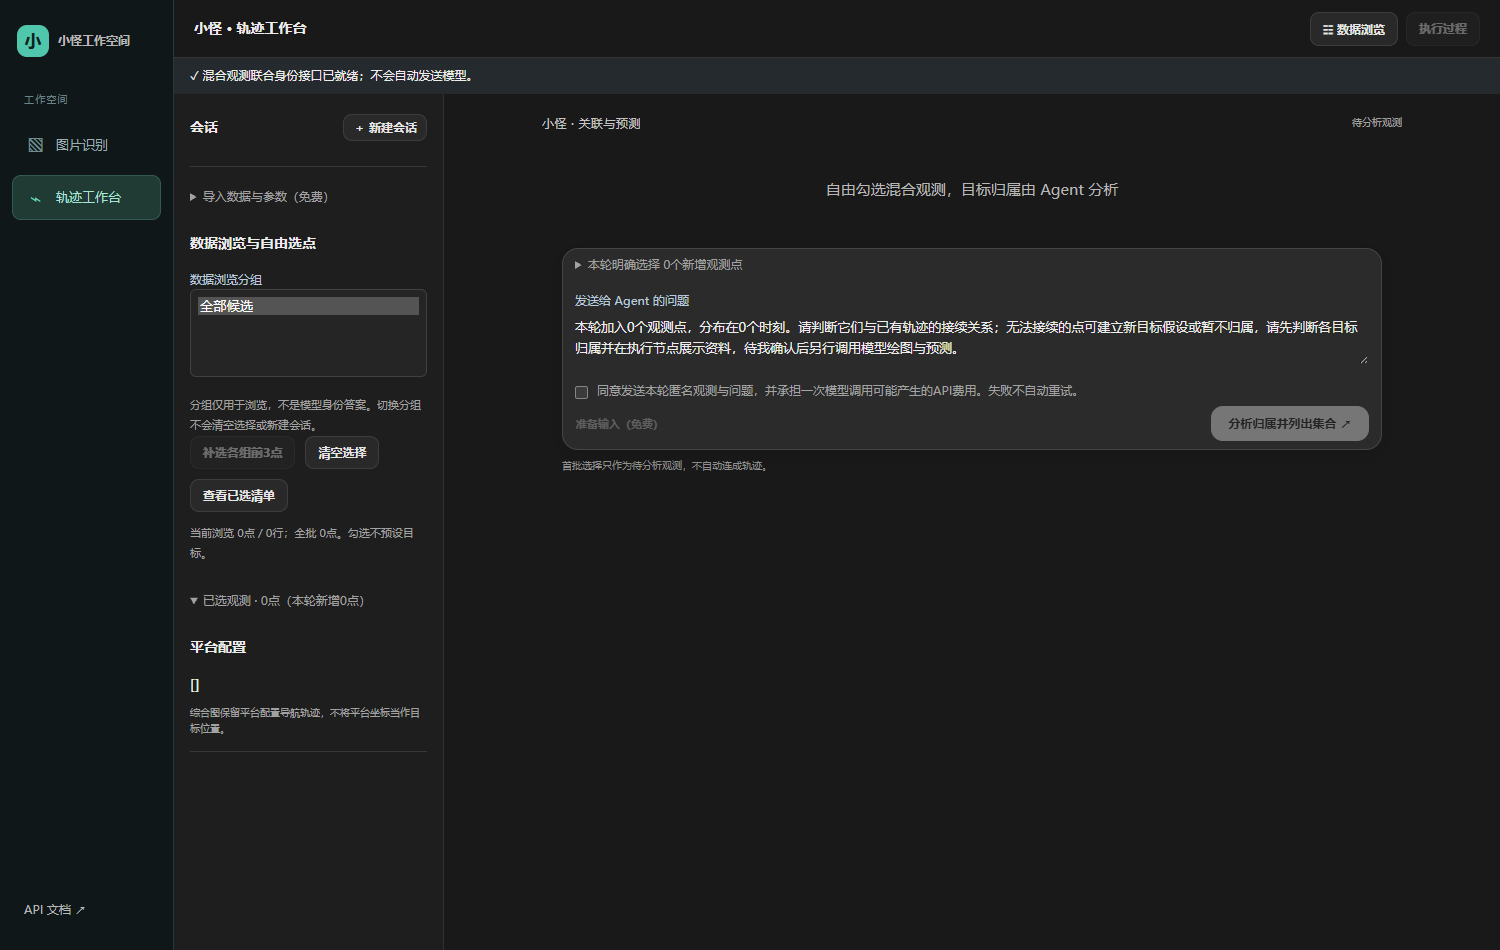 小
小怪工作空间
工作空间
图片识别
轨迹工作台
API 文档 ↗
小怪 • 轨迹工作台
数据浏览
执行过程
✓ 混合观测联合身份接口已就绪；不会自动发送模型。
会话
+ 新建会话
▶ 导入数据与参数（免费）
数据浏览与自由选点
数据浏览分组
全部候选
分组仅用于浏览，不是模型身份答案。切换分组
不会清空选择或新建会话。
补选各组前3点
清空选择
查看已选清单
当前浏览 0点 / 0行；全批 0点。勾选不预设目
标。
▼ 已选观测 · 0点（本轮新增0点）
平台配置
[]
综合图保留平台配置导航轨迹，不将平台坐标当作目
标位置。
小怪 · 关联与预测
待分析观测
自由勾选混合观测，目标归属由 Agent 分析
▶ 本轮明确选择 0个新增观测点
发送给 Agent 的问题
本轮加入0个观测点，分布在0个时刻。请判断它们与已有轨迹的接续关系；无法接续的点可建立新目标假设或暂不归属，请先判断各目标
归属并在执行节点展示资料，待我确认后另行调用模型绘图与预测。
同意发送本轮匿名观测与问题，并承担一次模型调用可能产生的API费用。失败不自动重试。
准备输入（免费）
分析归属并列出集合 ↗
首批选择只作为待分析观测，不自动连成轨迹。